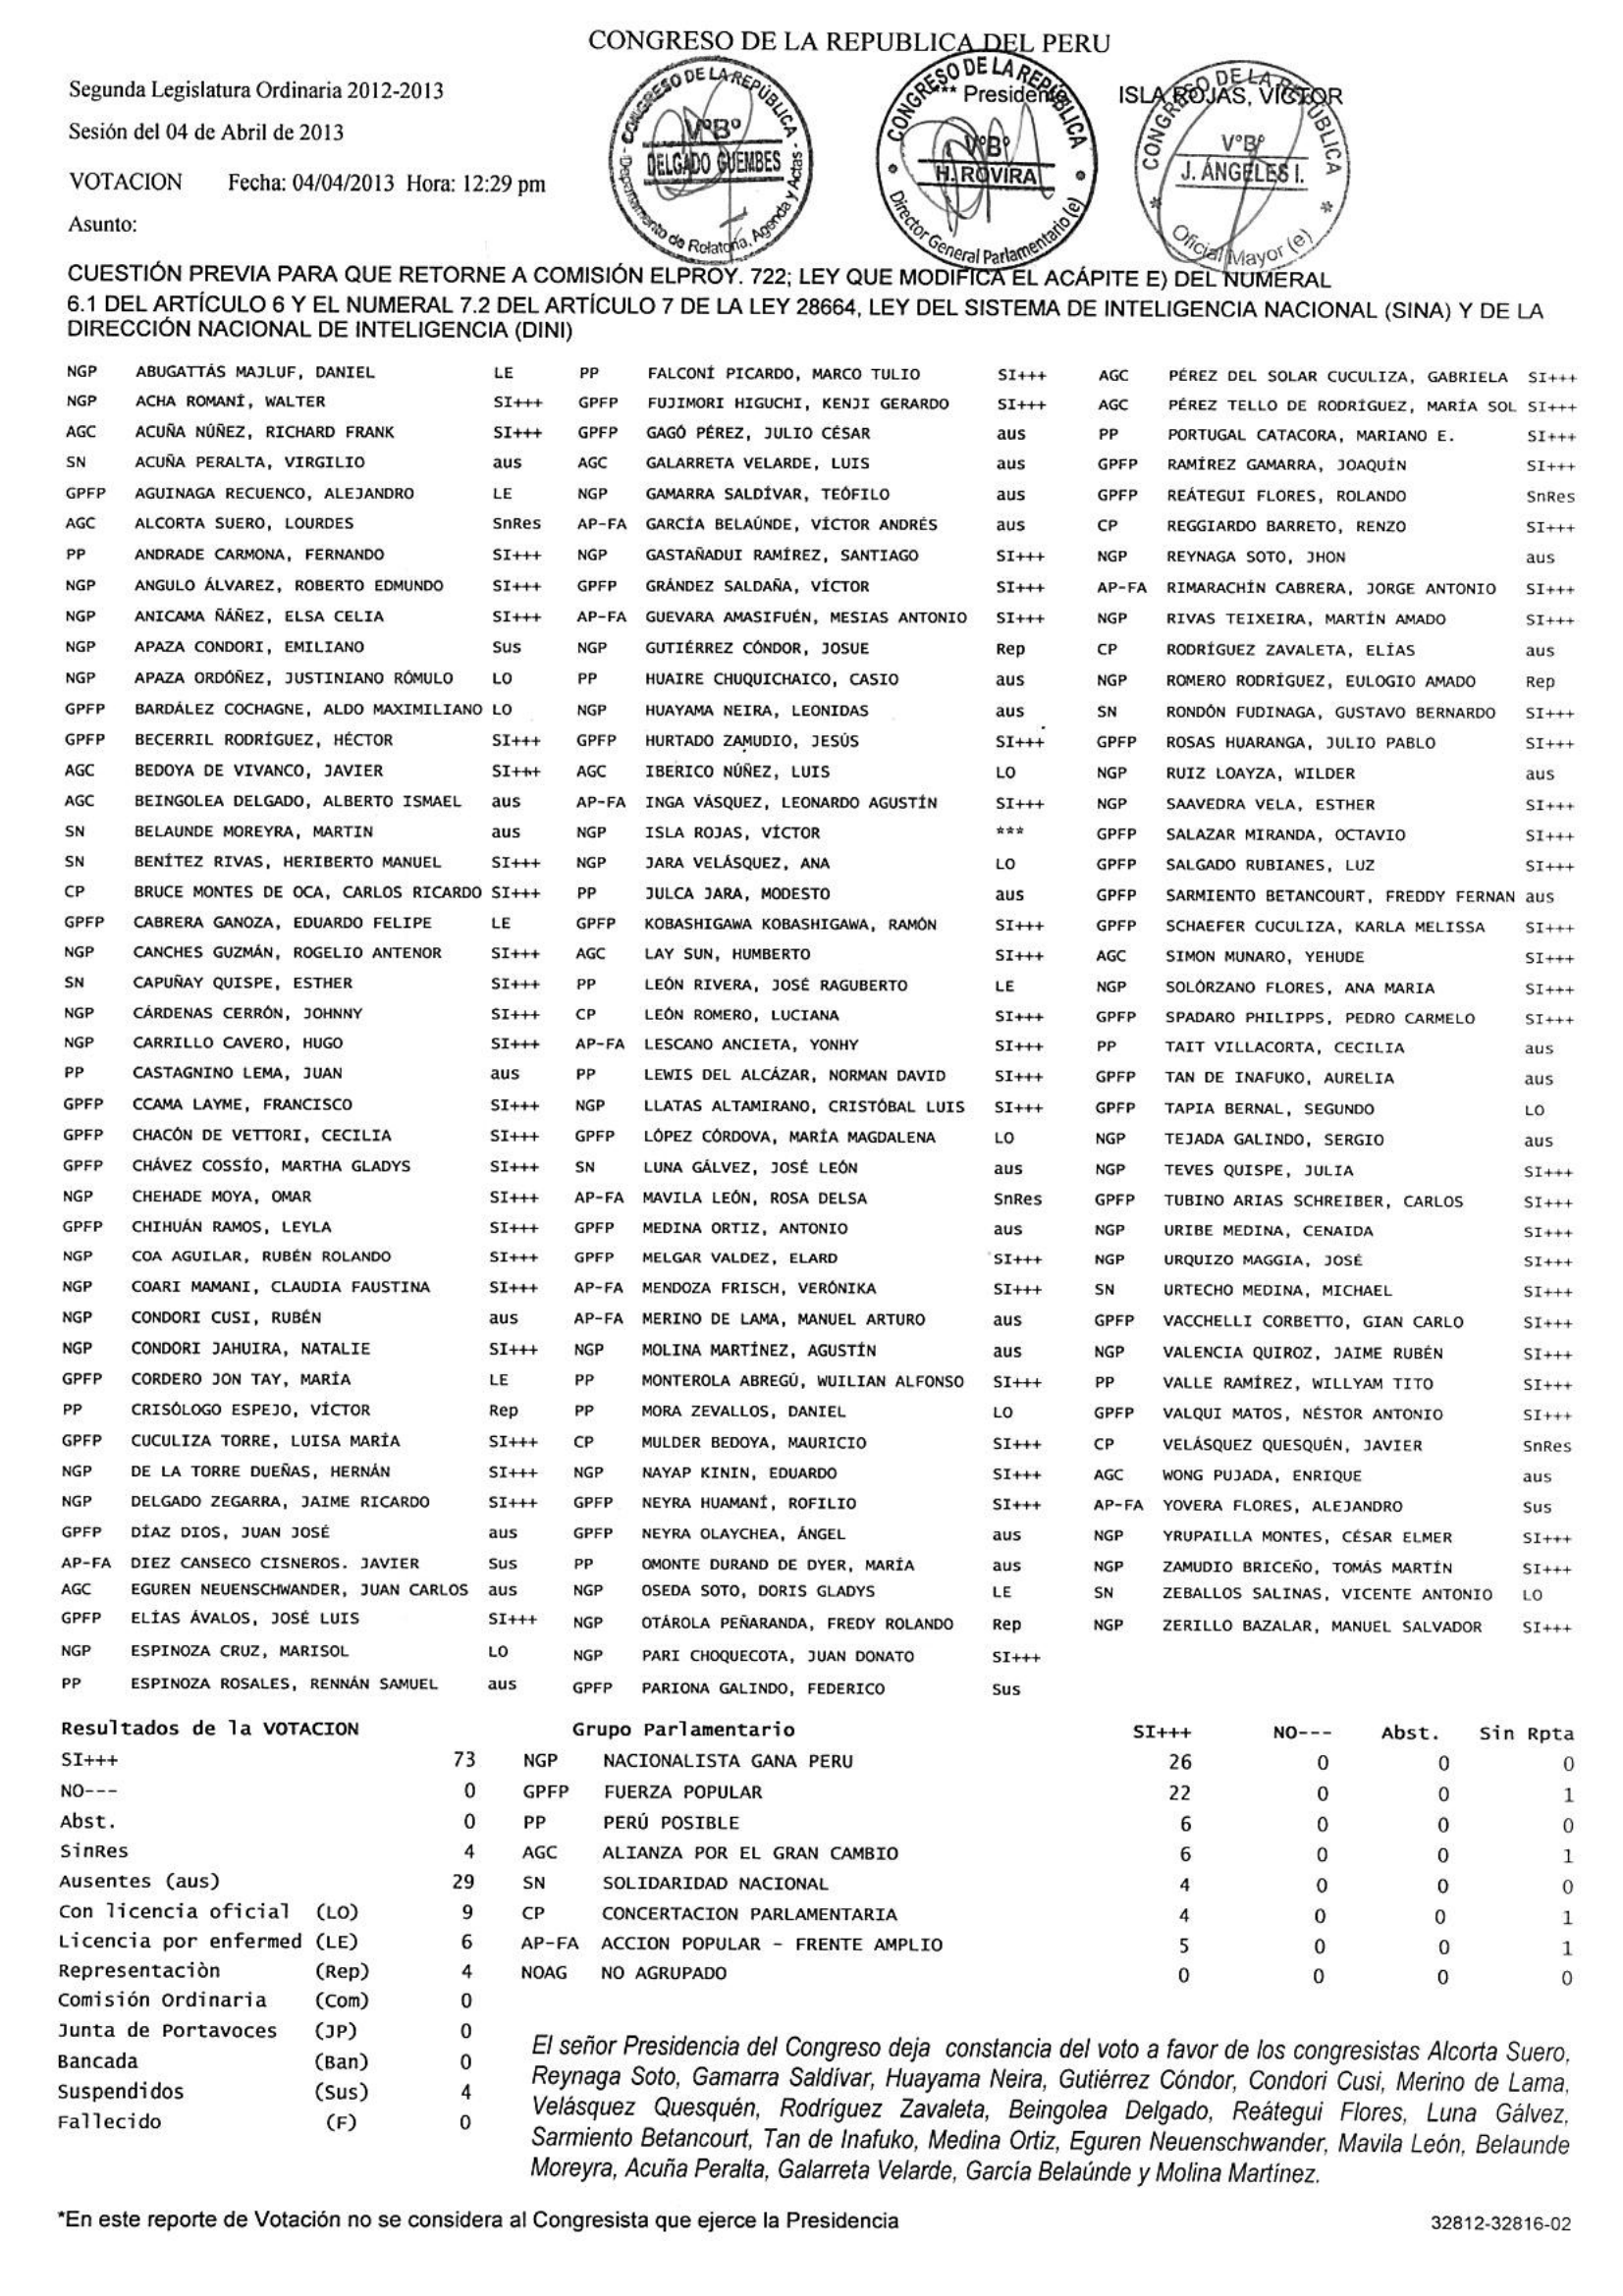 CONGRESO DE LA REPUBLICA DEL PERU
Segunda Legislatura Ordinaria 2012-2013
*** Presidente
ISLA ROJAS, VÍCTOR
Sesión del 04 de Abril de 2013
VOTACION Fecha: 04/04/2013 Hora: 12:29 pm
Asunto:
CONGRESO DE LA REPÚBLICA
V°B°
DELGADO GUEMBES
Departamento de Relatoría, Agenda y Actas
CONGRESO DE LA REPÚBLICA
V°B°
H. ROVIRA
Director General Parlamentario (e)
CONGRESO DE LA REPÚBLICA
V°B°
J. ÁNGELES I.
Oficial Mayor (e)
CUESTIÓN PREVIA PARA QUE RETORNE A COMISIÓN ELPROY. 722; LEY QUE MODIFICA EL ACÁPITE E) DEL NUMERAL
6.1 DEL ARTÍCULO 6 Y EL NUMERAL 7.2 DEL ARTÍCULO 7 DE LA LEY 28664, LEY DEL SISTEMA DE INTELIGENCIA NACIONAL (SINA) Y DE LA
DIRECCIÓN NACIONAL DE INTELIGENCIA (DINI)
NGP ABUGATTÁS MAJLUF, DANIEL LE PP FALCONÍ PICARDO, MARCO TULIO SI+++ AGC PÉREZ DEL SOLAR CUCULIZA, GABRIELA SI+++
NGP ACHA ROMANÍ, WALTER SI+++ GPFP FUJIMORI HIGUCHI, KENJI GERARDO SI+++ AGC PÉREZ TELLO DE RODRÍGUEZ, MARÍA SOL SI+++
AGC ACUÑA NÚÑEZ, RICHARD FRANK SI+++ GPFP GAGÓ PÉREZ, JULIO CÉSAR aus PP PORTUGAL CATACORA, MARIANO E. SI+++
SN ACUÑA PERALTA, VIRGILIO aus AGC GALARRETA VELARDE, LUIS aus GPFP RAMÍREZ GAMARRA, JOAQUÍN SI+++
GPFP AGUINAGA RECUENCO, ALEJANDRO LE NGP GAMARRA SALDÍVAR, TEÓFILO aus GPFP REÁTEGUI FLORES, ROLANDO SnRes
AGC ALCORTA SUERO, LOURDES SnRes AP-FA GARCÍA BELAÚNDE, VÍCTOR ANDRÉS aus CP REGGIARDO BARRETO, RENZO SI+++
PP ANDRADE CARMONA, FERNANDO SI+++ NGP GASTAÑADUI RAMÍREZ, SANTIAGO SI+++ NGP REYNAGA SOTO, JHON aus
NGP ANGULO ÁLVAREZ, ROBERTO EDMUNDO SI+++ GPFP GRÁNDEZ SALDAÑA, VÍCTOR SI+++ AP-FA RIMARACHÍN CABRERA, JORGE ANTONIO SI+++
NGP ANICAMA ÑÁÑEZ, ELSA CELIA SI+++ AP-FA GUEVARA AMASIFUÉN, MESIAS ANTONIO SI+++ NGP RIVAS TEIXEIRA, MARTÍN AMADO SI+++
NGP APAZA CONDORI, EMILIANO Sus NGP GUTIÉRREZ CÓNDOR, JOSUE Rep CP RODRÍGUEZ ZAVALETA, ELÍAS aus
NGP APAZA ORDÓÑEZ, JUSTINIANO RÓMULO LO PP HUAIRE CHUQUICHAICO, CASIO aus NGP ROMERO RODRÍGUEZ, EULOGIO AMADO Rep
GPFP BARDÁLEZ COCHAGNE, ALDO MAXIMILIANO LO NGP HUAYAMA NEIRA, LEONIDAS aus SN RONDÓN FUDINAGA, GUSTAVO BERNARDO SI+++
GPFP BECERRIL RODRÍGUEZ, HÉCTOR SI+++ GPFP HURTADO ZAMUDIO, JESÚS SI+++ GPFP ROSAS HUARANGA, JULIO PABLO SI+++
AGC BEDOYA DE VIVANCO, JAVIER SI+++ AGC IBERICO NÚÑEZ, LUIS LO NGP RUIZ LOAYZA, WILDER aus
AGC BEINGOLEA DELGADO, ALBERTO ISMAEL aus AP-FA INGA VÁSQUEZ, LEONARDO AGUSTÍN SI+++ NGP SAAVEDRA VELA, ESTHER SI+++
SN BELAUNDE MOREYRA, MARTIN aus NGP ISLA ROJAS, VÍCTOR *** GPFP SALAZAR MIRANDA, OCTAVIO SI+++
SN BENÍTEZ RIVAS, HERIBERTO MANUEL SI+++ NGP JARA VELÁSQUEZ, ANA LO GPFP SALGADO RUBIANES, LUZ SI+++
CP BRUCE MONTES DE OCA, CARLOS RICARDO SI+++ PP JULCA JARA, MODESTO aus GPFP SARMIENTO BETANCOURT, FREDDY FERNAN aus
GPFP CABRERA GANOZA, EDUARDO FELIPE LE GPFP KOBASHIGAWA KOBASHIGAWA, RAMÓN SI+++ GPFP SCHAEFER CUCULIZA, KARLA MELISSA SI+++
NGP CANCHES GUZMÁN, ROGELIO ANTENOR SI+++ AGC LAY SUN, HUMBERTO SI+++ AGC SIMON MUNARO, YEHUDE SI+++
SN CAPUÑAY QUISPE, ESTHER SI+++ PP LEÓN RIVERA, JOSÉ RAGUBERTO LE NGP SOLÓRZANO FLORES, ANA MARIA SI+++
NGP CÁRDENAS CERRÓN, JOHNNY SI+++ CP LEÓN ROMERO, LUCIANA SI+++ GPFP SPADARO PHILIPPS, PEDRO CARMELO SI+++
NGP CARRILLO CAVERO, HUGO SI+++ AP-FA LESCANO ANCIETA, YONHY SI+++ PP TAIT VILLACORTA, CECILIA aus
PP CASTAGNINO LEMA, JUAN aus PP LEWIS DEL ALCÁZAR, NORMAN DAVID SI+++ GPFP TAN DE INAFUKO, AURELIA aus
GPFP CCAMA LAYME, FRANCISCO SI+++ NGP LLATAS ALTAMIRANO, CRISTÓBAL LUIS SI+++ GPFP TAPIA BERNAL, SEGUNDO LO
GPFP CHACÓN DE VETTORI, CECILIA SI+++ GPFP LÓPEZ CÓRDOVA, MARÍA MAGDALENA LO NGP TEJADA GALINDO, SERGIO aus
GPFP CHÁVEZ COSSÍO, MARTHA GLADYS SI+++ SN LUNA GÁLVEZ, JOSÉ LEÓN aus NGP TEVES QUISPE, JULIA SI+++
NGP CHEHADE MOYA, OMAR SI+++ AP-FA MAVILA LEÓN, ROSA DELSA SnRes GPFP TUBINO ARIAS SCHREIBER, CARLOS SI+++
GPFP CHIHUÁN RAMOS, LEYLA SI+++ GPFP MEDINA ORTIZ, ANTONIO aus NGP URIBE MEDINA, CENAIDA SI+++
NGP COA AGUILAR, RUBÉN ROLANDO SI+++ GPFP MELGAR VALDEZ, ELARD SI+++ NGP URQUIZO MAGGIA, JOSÉ SI+++
NGP COARI MAMANI, CLAUDIA FAUSTINA SI+++ AP-FA MENDOZA FRISCH, VERÓNIKA SI+++ SN URTECHO MEDINA, MICHAEL SI+++
NGP CONDORI CUSI, RUBÉN aus AP-FA MERINO DE LAMA, MANUEL ARTURO aus GPFP VACCHELLI CORBETTO, GIAN CARLO SI+++
NGP CONDORI JAHUIRA, NATALIE SI+++ NGP MOLINA MARTÍNEZ, AGUSTÍN aus NGP VALENCIA QUIROZ, JAIME RUBÉN SI+++
GPFP CORDERO JON TAY, MARÍA LE PP MONTEROLA ABREGÚ, WUILIAN ALFONSO SI+++ PP VALLE RAMÍREZ, WILLYAM TITO SI+++
PP CRISÓLOGO ESPEJO, VÍCTOR Rep PP MORA ZEVALLOS, DANIEL LO GPFP VALQUI MATOS, NÉSTOR ANTONIO SI+++
GPFP CUCULIZA TORRE, LUISA MARÍA SI+++ CP MULDER BEDOYA, MAURICIO SI+++ CP VELÁSQUEZ QUESQUÉN, JAVIER SnRes
NGP DE LA TORRE DUEÑAS, HERNÁN SI+++ NGP NAYAP KININ, EDUARDO SI+++ AGC WONG PUJADA, ENRIQUE aus
NGP DELGADO ZEGARRA, JAIME RICARDO SI+++ GPFP NEYRA HUAMANÍ, ROFILIO SI+++ AP-FA YOVERA FLORES, ALEJANDRO Sus
GPFP DÍAZ DIOS, JUAN JOSÉ aus GPFP NEYRA OLAYCHEA, ÁNGEL aus NGP YRUPAILLA MONTES, CÉSAR ELMER SI+++
AP-FA DIEZ CANSECO CISNEROS. JAVIER Sus PP OMONTE DURAND DE DYER, MARÍA aus NGP ZAMUDIO BRICEÑO, TOMÁS MARTÍN SI+++
AGC EGUREN NEUENSCHWANDER, JUAN CARLOS aus NGP OSEDA SOTO, DORIS GLADYS LE SN ZEBALLOS SALINAS, VICENTE ANTONIO LO
GPFP ELÍAS ÁVALOS, JOSÉ LUIS SI+++ NGP OTÁROLA PEÑARANDA, FREDY ROLANDO Rep NGP ZERILLO BAZALAR, MANUEL SALVADOR SI+++
NGP ESPINOZA CRUZ, MARISOL LO NGP PARI CHOQUECOTA, JUAN DONATO SI+++
PP ESPINOZA ROSALES, RENNÁN SAMUEL aus GPFP PARIONA GALINDO, FEDERICO Sus
Resultados de la VOTACION Grupo Parlamentario SI+++ NO--- Abst. Sin Rpta
SI+++ 73 NGP NACIONALISTA GANA PERU 26 0 0 0
NO--- 0 GPFP FUERZA POPULAR 22 0 0 1
Abst. 0 PP PERÚ POSIBLE 6 0 0 0
SinRes 4 AGC ALIANZA POR EL GRAN CAMBIO 6 0 0 1
Ausentes (aus) 29 SN SOLIDARIDAD NACIONAL 4 0 0 0
Con licencia oficial (LO) 9 CP CONCERTACION PARLAMENTARIA 4 0 0 1
Licencia por enfermed (LE) 6 AP-FA ACCION POPULAR - FRENTE AMPLIO 5 0 0 1
Representaciòn (Rep) 4 NOAG NO AGRUPADO 0 0 0 0
Comisión Ordinaria (Com) 0
Junta de Portavoces (JP) 0
Bancada (Ban) 0
Suspendidos (Sus) 4
Fallecido (F) 0
El señor Presidencia del Congreso deja constancia del voto a favor de los congresistas Alcorta Suero,
Reynaga Soto, Gamarra Saldívar, Huayama Neira, Gutiérrez Cóndor, Condori Cusi, Merino de Lama,
Velásquez Quesquén, Rodríguez Zavaleta, Beingolea Delgado, Reátegui Flores, Luna Gálvez,
Sarmiento Betancourt, Tan de Inafuko, Medina Ortiz, Eguren Neuenschwander, Mavila León, Belaunde
Moreyra, Acuña Peralta, Galarreta Velarde, García Belaúnde y Molina Martínez.
*En este reporte de Votación no se considera al Congresista que ejerce la Presidencia
32812-32816-02